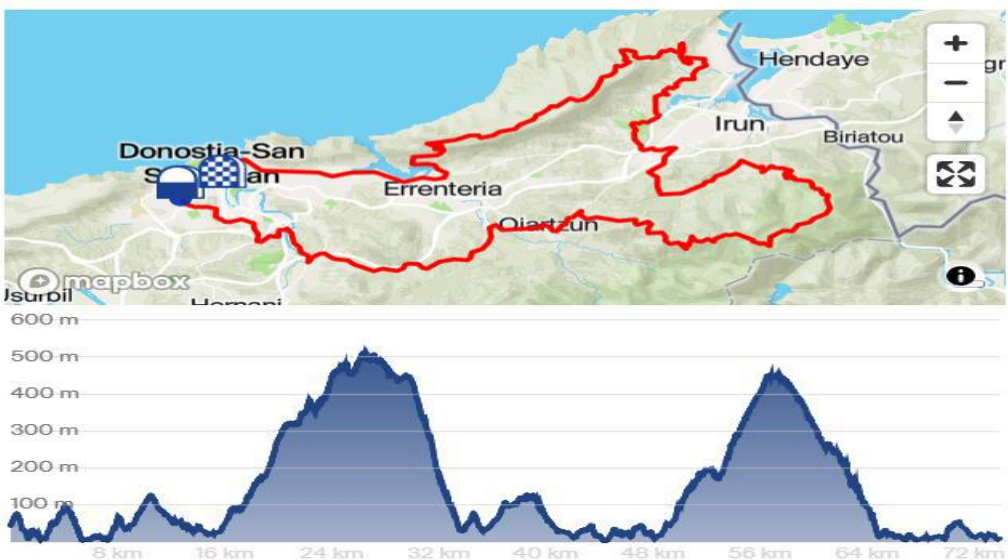 +
Hendaye
−
Irun
Biriatou
Donostia-San
Errenteria
Oiartzun
mapbox
Usurbil
Hernani
600 m
500 m
400 m
300 m
200 m
100 m
8 km
16 km
24 km
32 km
40 km
48 km
56 km
64 km
72 km